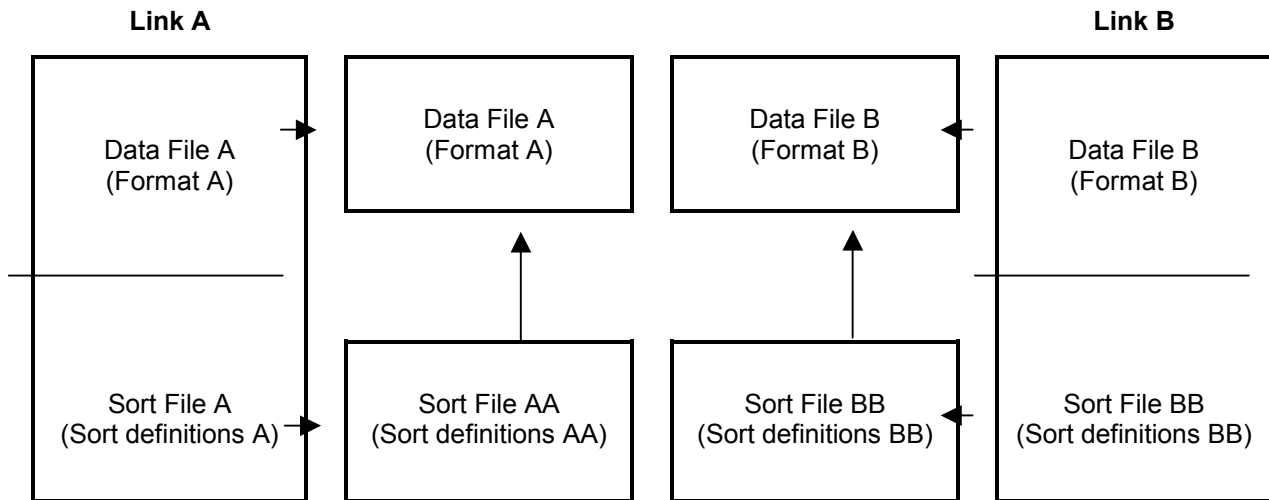 Link A
Link B
Data File A
(Format A)
Data File A
(Format A)
Data File B
(Format B)
Data File B
(Format B)
Sort File A
(Sort definitions A)
Sort File AA
(Sort definitions AA)
Sort File BB
(Sort definitions BB)
Sort File BB
(Sort definitions BB)